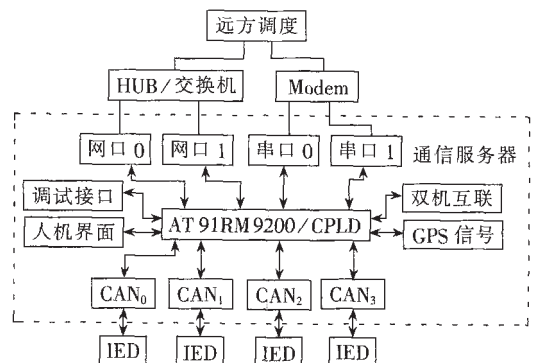 远方调度
HUB/交换机
Modem
网口 0
网口 1
串口 0
串口 1
通信服务器
调试接口
双机互联
AT 91RM 9200/CPLD
人机界面
GPS 信号
CAN₀
CAN₁
CAN₂
CAN₃
IED
IED
IED
IED